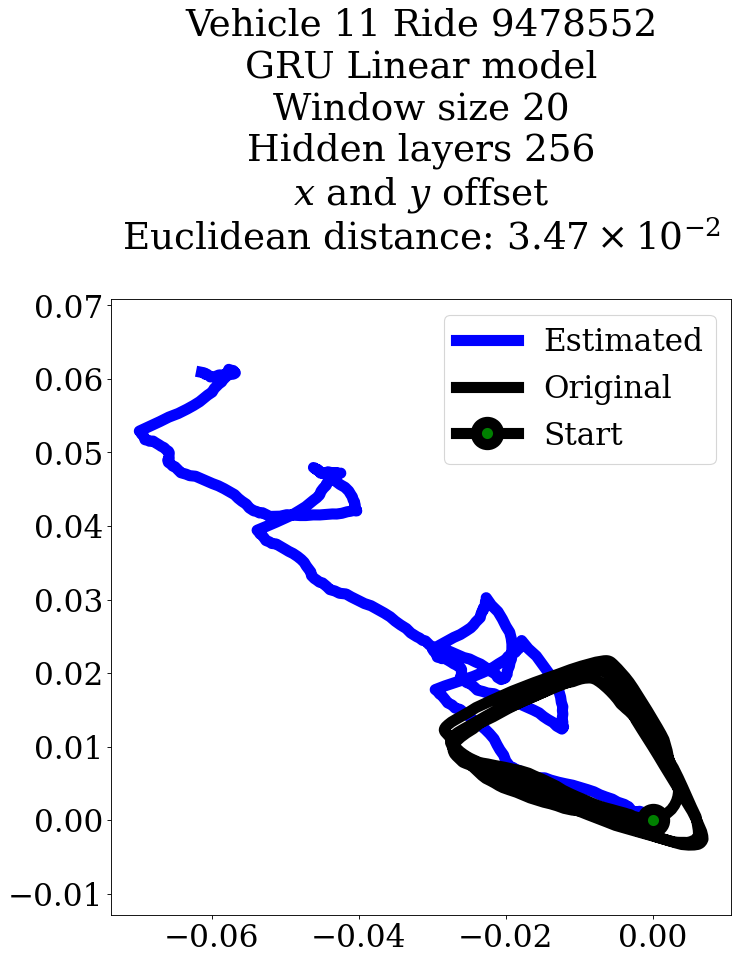 Vehicle 11 Ride 9478552
GRU Linear model
Window size 20
Hidden layers 256
x and y offset
Euclidean distance: 3.47 × 10⁻²
0.07
0.06
0.05
0.04
0.03
0.02
0.01
0.00
−0.01
Estimated
Original
Start
−0.06 −0.04 −0.02 0.00